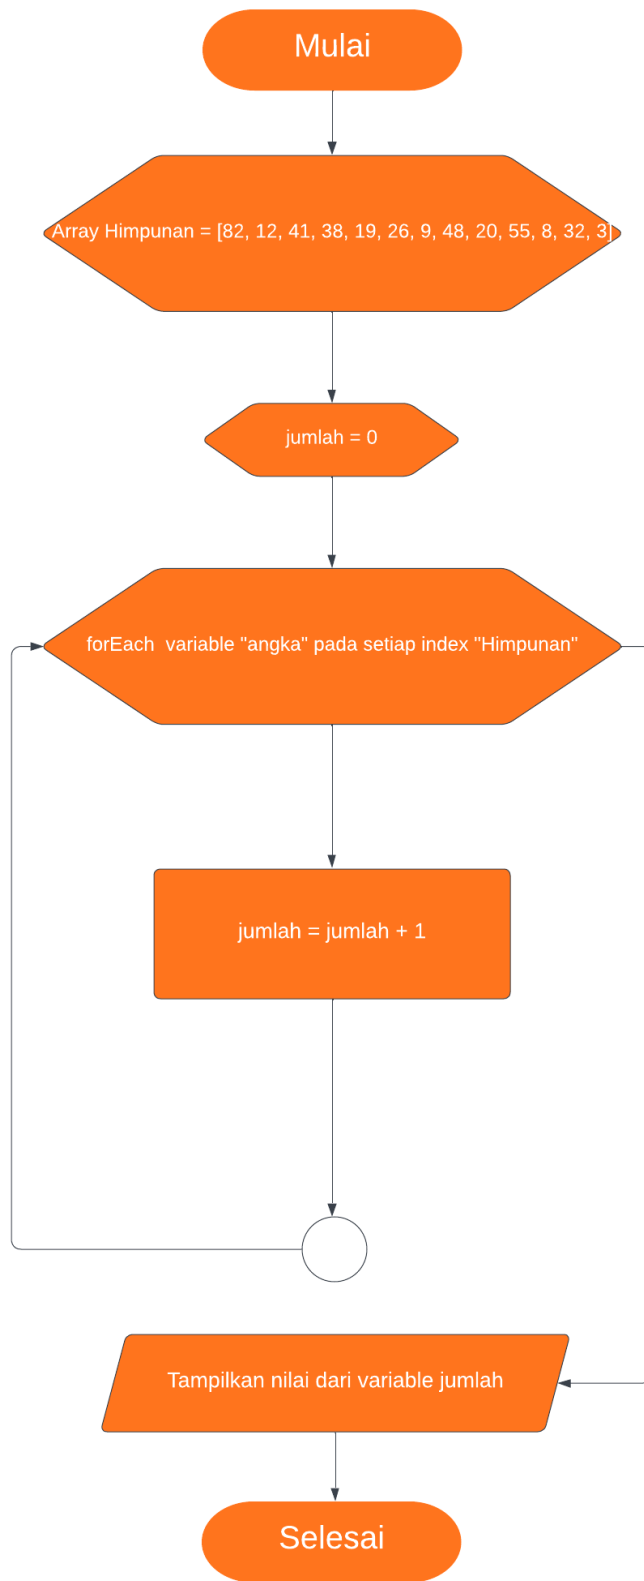 Mulai
Array Himpunan = [82, 12, 41, 38, 19, 26, 9, 48, 20, 55, 8, 32, 3]
jumlah = 0
forEach  variable "angka" pada setiap index "Himpunan"
jumlah = jumlah + 1
Tampilkan nilai dari variable jumlah
Selesai